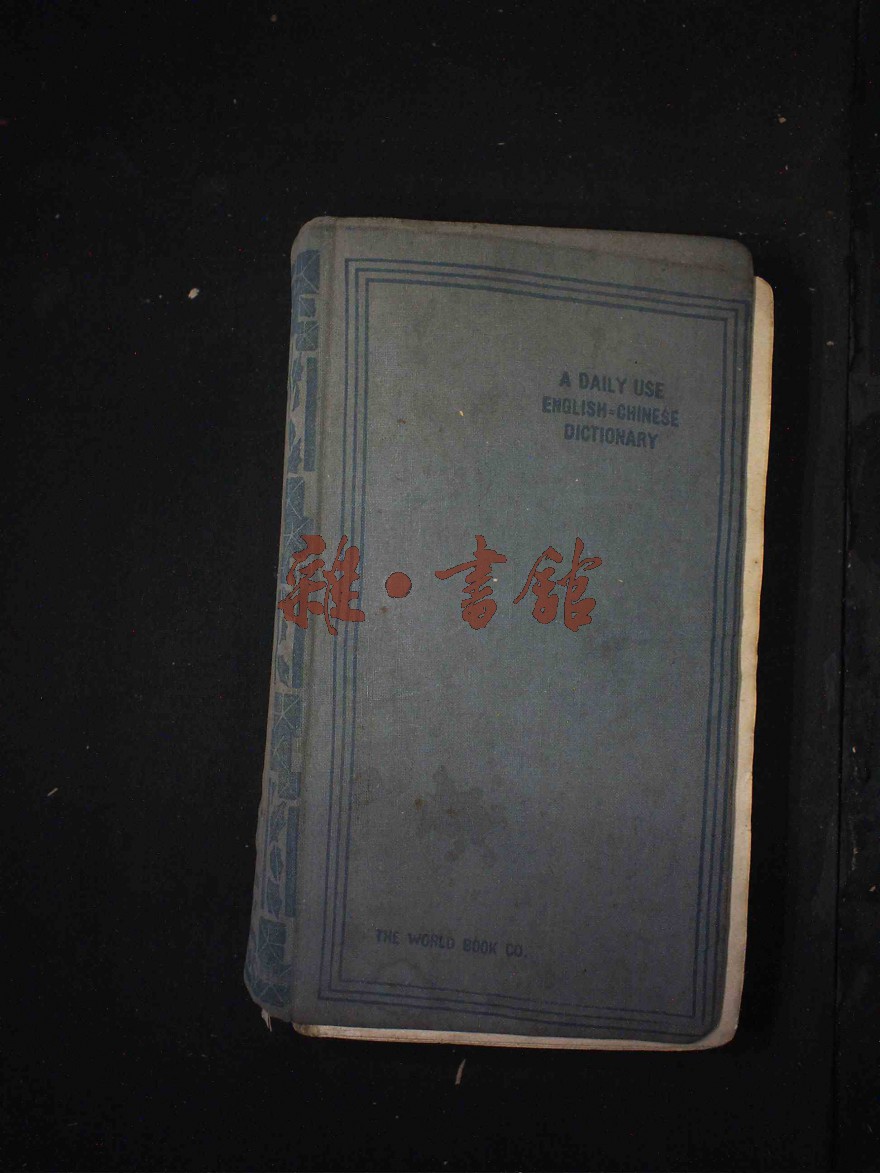 A DAILY USE
ENGLISH=CHINESE
DICTIONARY
雜·書館
THE WORLD BOOK CO.